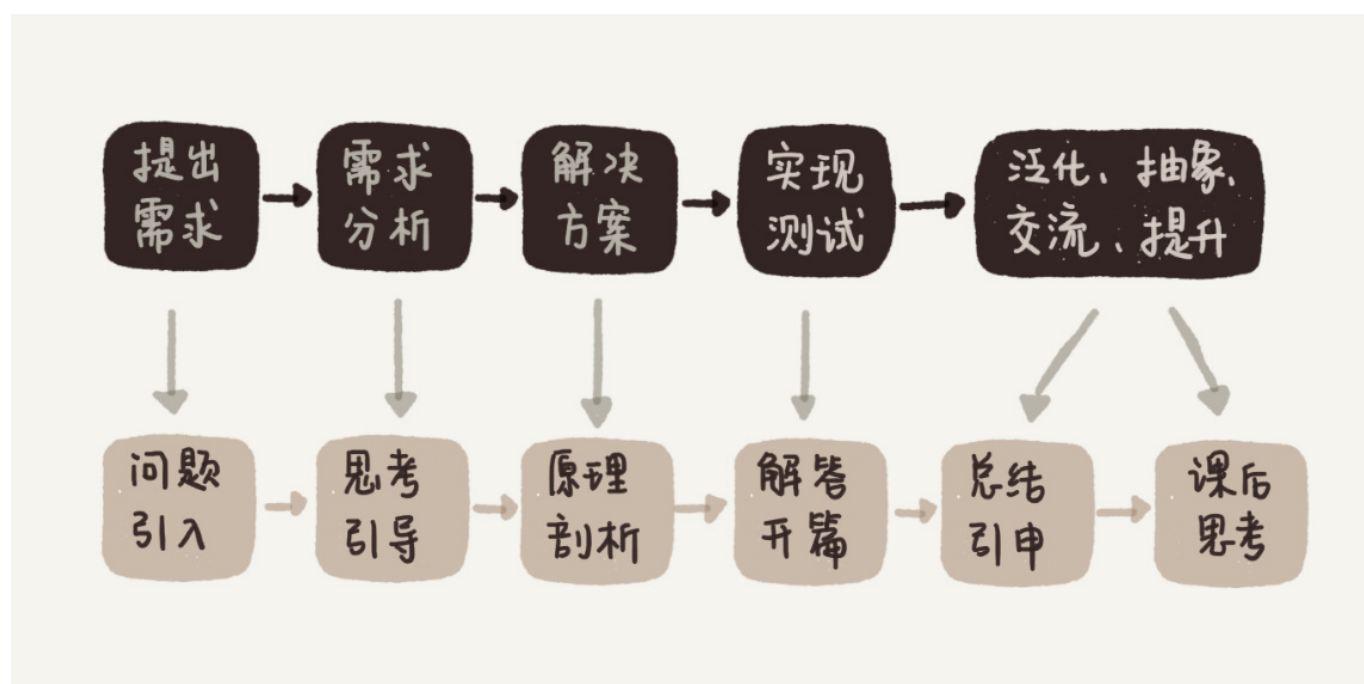 提出
需求
需求
分析
解决
方案
实现
测试
泛化、抽象、
交流、提升
问题
引入
思考
引导
原理
剖析
解答
开篇
总结
引申
课后
思考